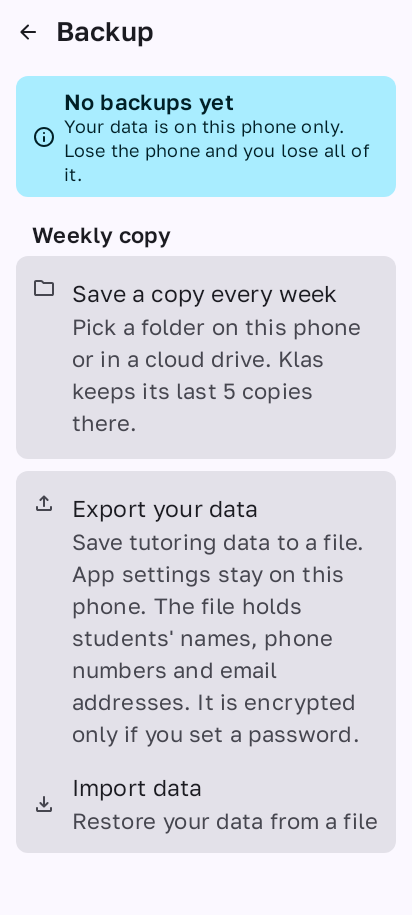 Backup
No backups yet
Your data is on this phone only.
Lose the phone and you lose all of
it.
Weekly copy
Save a copy every week
Pick a folder on this phone
or in a cloud drive. Klas
keeps its last 5 copies
there.
Export your data
Save tutoring data to a file.
App settings stay on this
phone. The file holds
students' names, phone
numbers and email
addresses. It is encrypted
only if you set a password.
Import data
Restore your data from a file